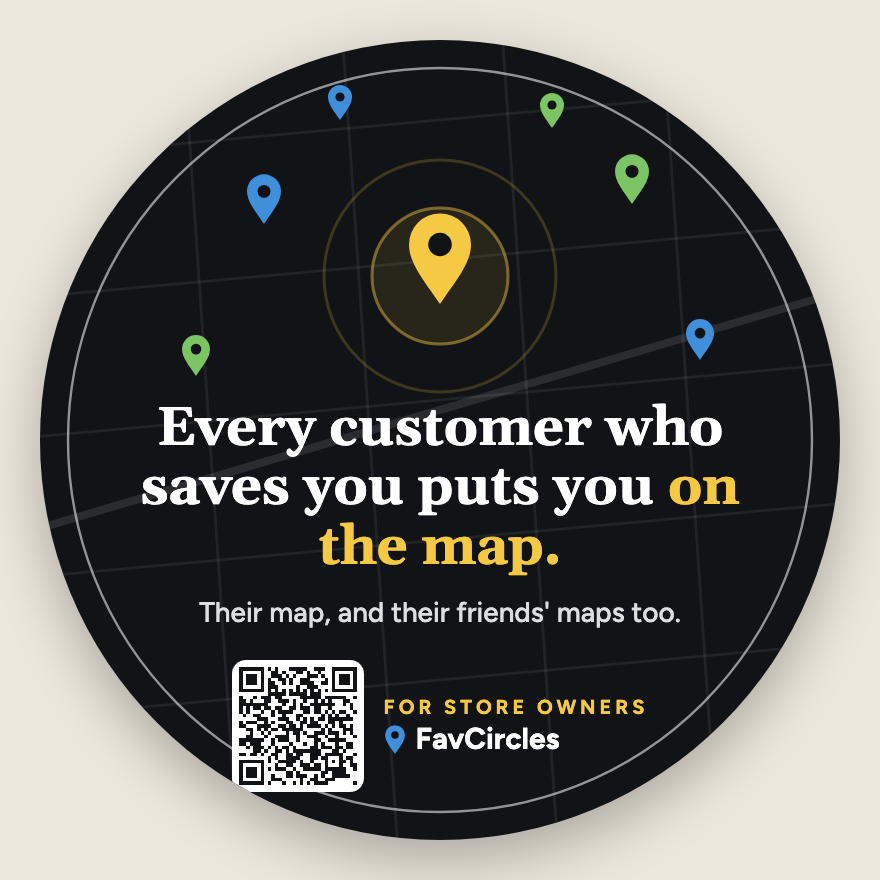 Every customer who
saves you puts you on
the map.
Their map, and their friends' maps too.
FOR STORE OWNERS
FavCircles